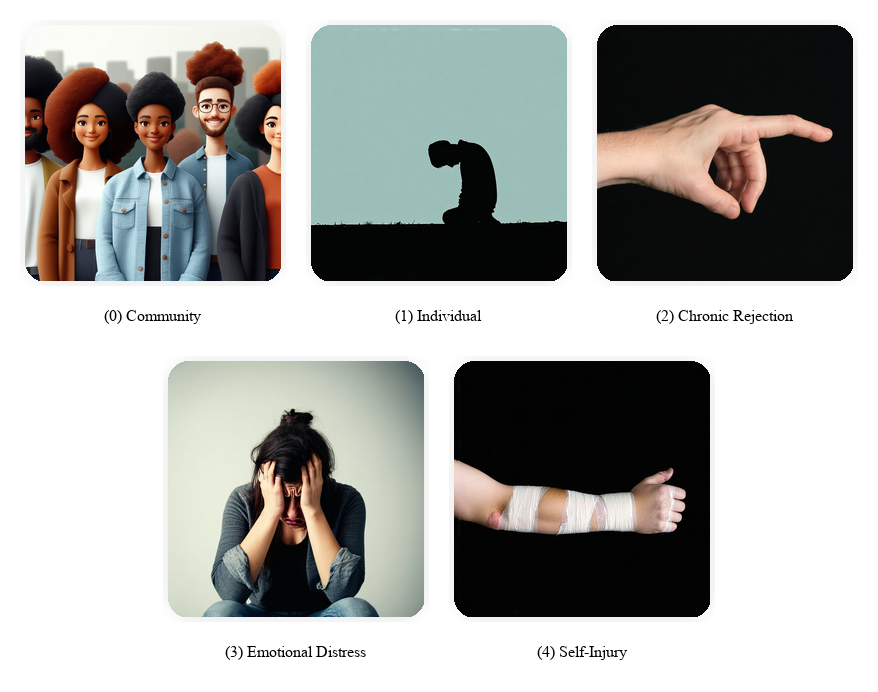 (0) Community
(1) Individual
(2) Chronic Rejection
(3) Emotional Distress
(4) Self-Injury